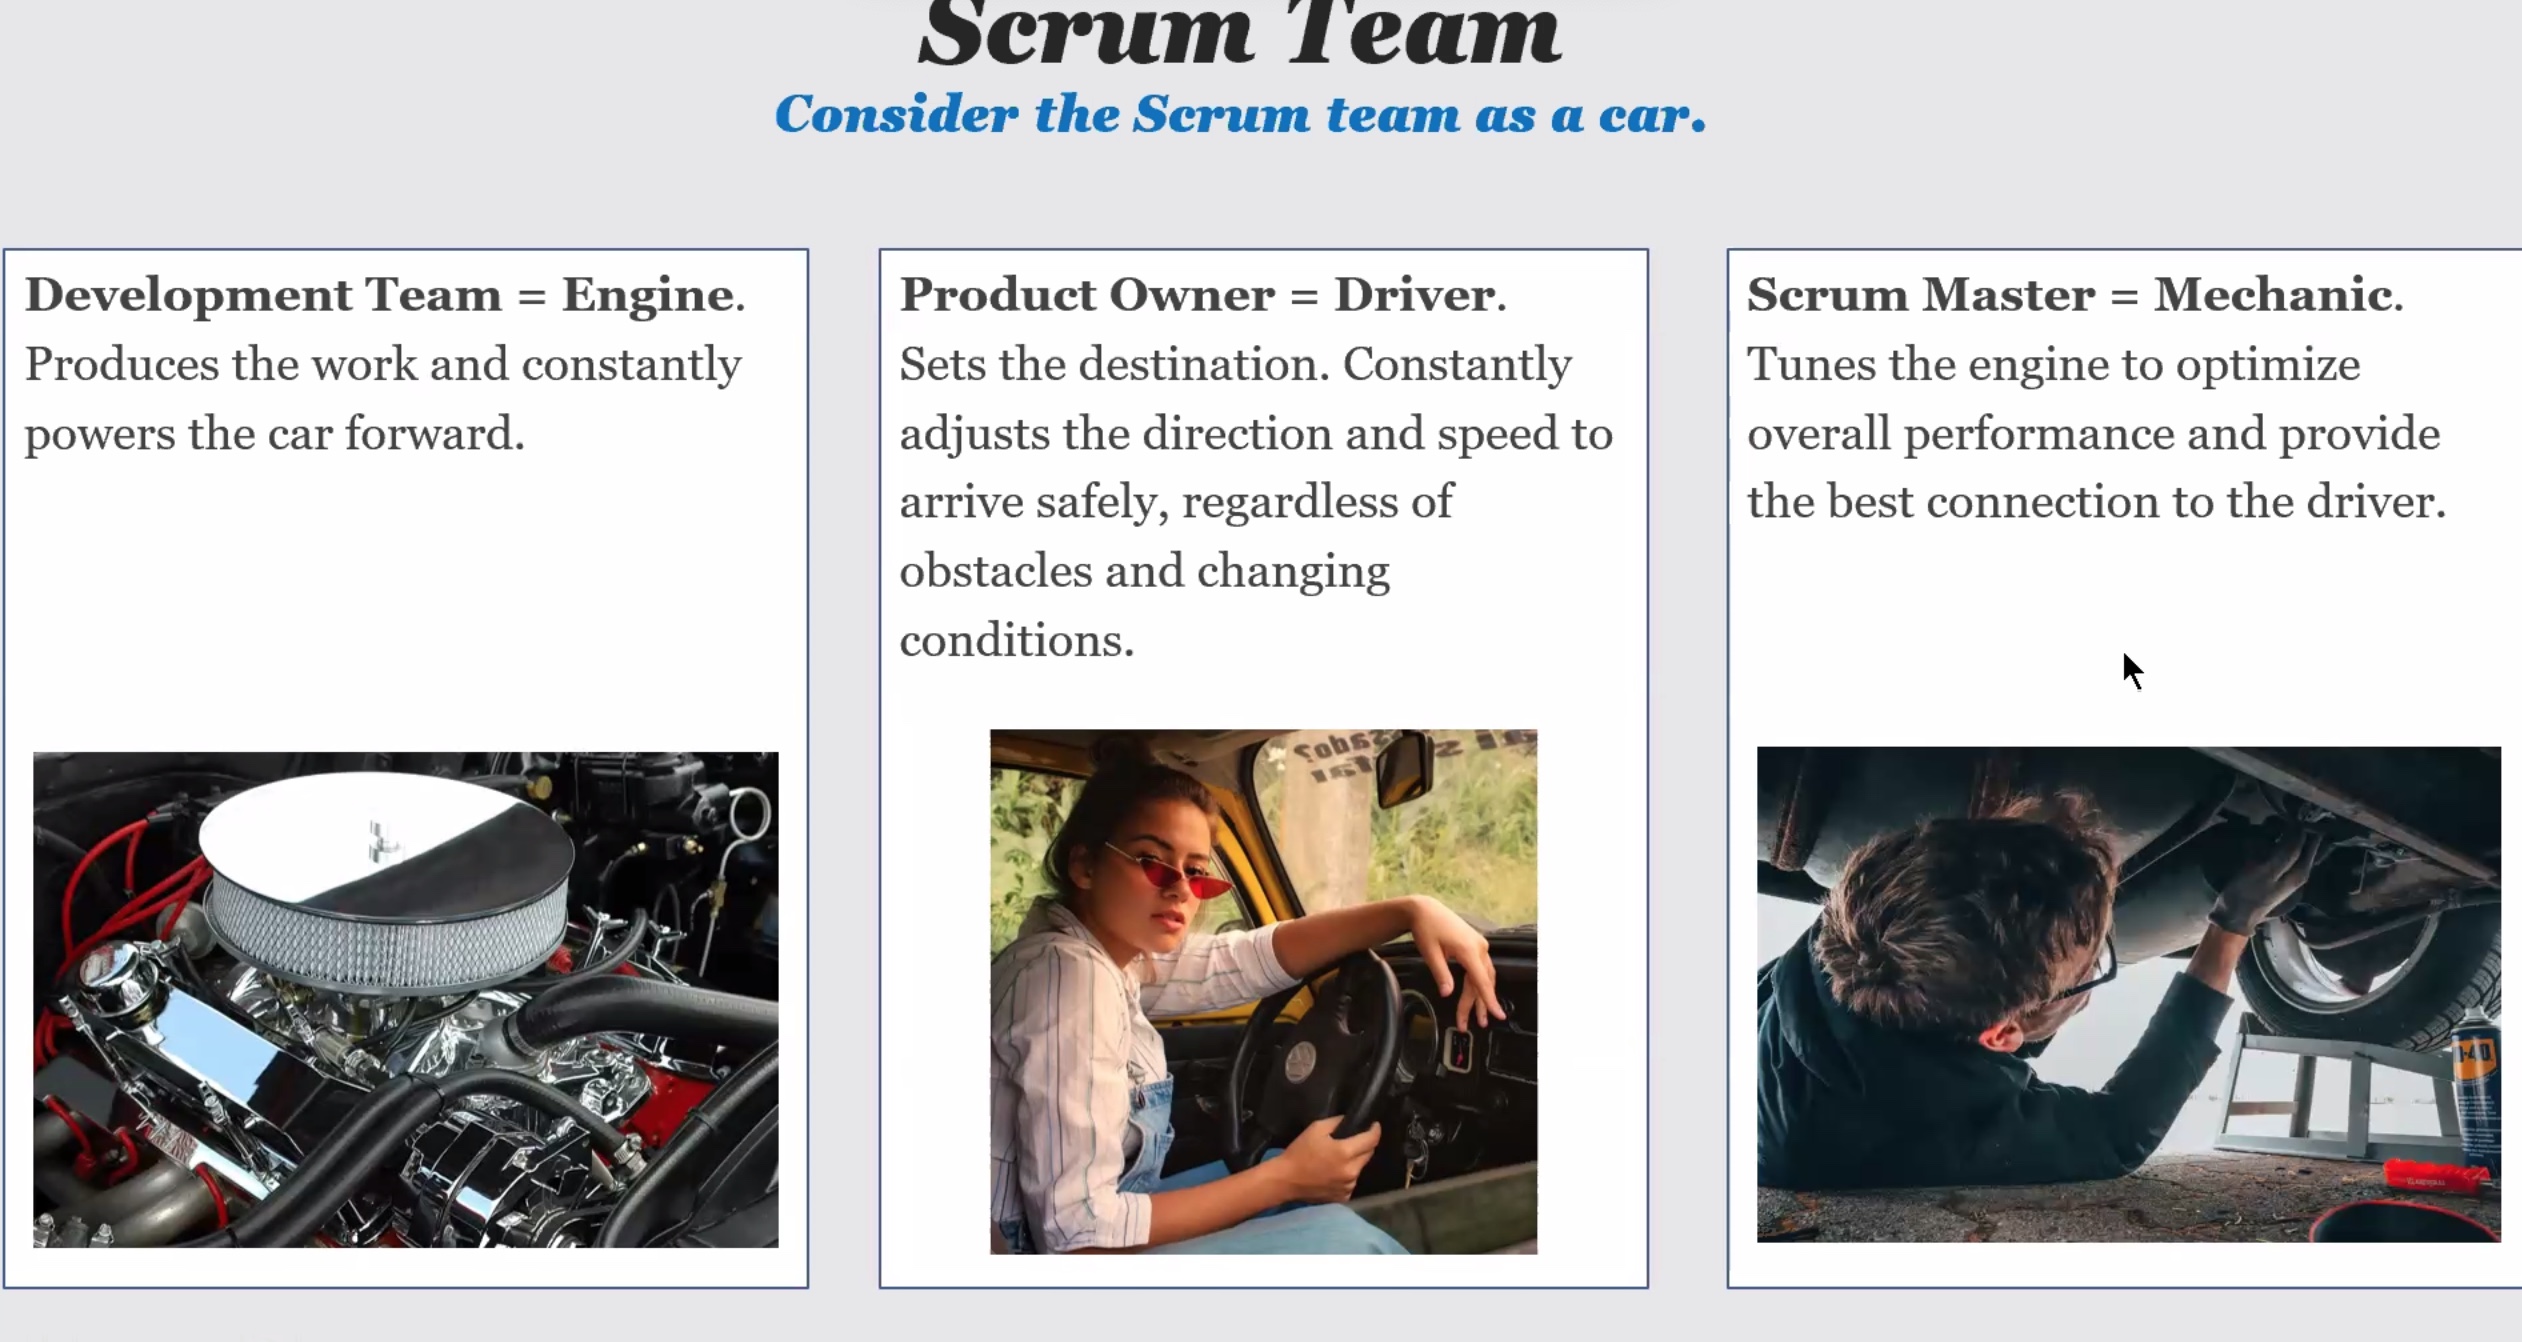 Scrum Team
Consider the Scrum team as a car.
Development Team = Engine.
Produces the work and constantly
powers the car forward.
Product Owner = Driver.
Sets the destination. Constantly
adjusts the direction and speed to
arrive safely, regardless of
obstacles and changing
conditions.
Scrum Master = Mechanic.
Tunes the engine to optimize
overall performance and provide
the best connection to the driver.